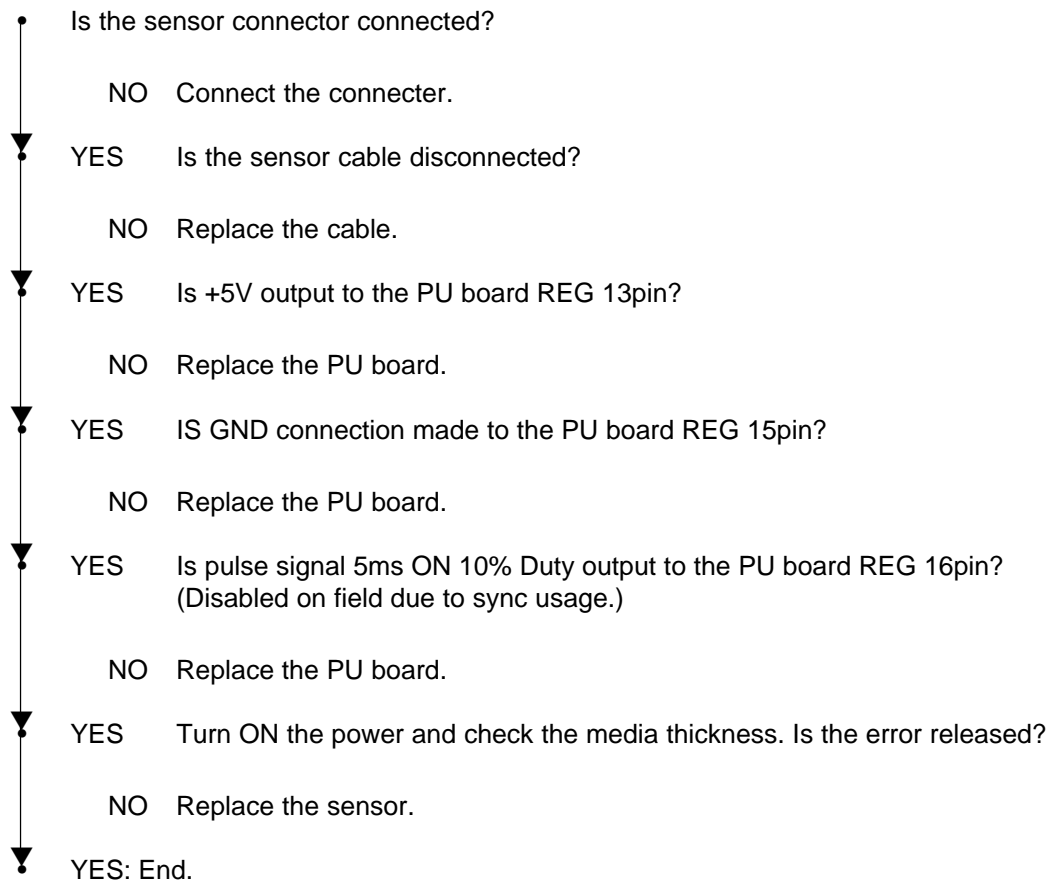 Is the sensor connector connected?
NO Connect the connecter.
YES Is the sensor cable disconnected?
NO Replace the cable.
YES Is +5V output to the PU board REG 13pin?
NO Replace the PU board.
YES IS GND connection made to the PU board REG 15pin?
NO Replace the PU board.
YES Is pulse signal 5ms ON 10% Duty output to the PU board REG 16pin?
(Disabled on field due to sync usage.)
NO Replace the PU board.
YES Turn ON the power and check the media thickness. Is the error released?
NO Replace the sensor.
YES: End.